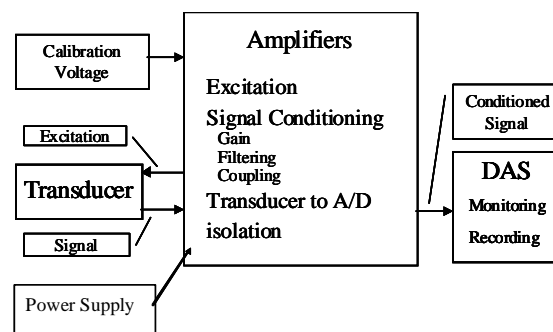 Calibration
Voltage
Excitation
Transducer
Signal
Power Supply
Amplifiers
Excitation
Signal Conditioning
Gain
Filtering
Coupling
Transducer to A/D
isolation
Conditioned
Signal
DAS
Monitoring
Recording